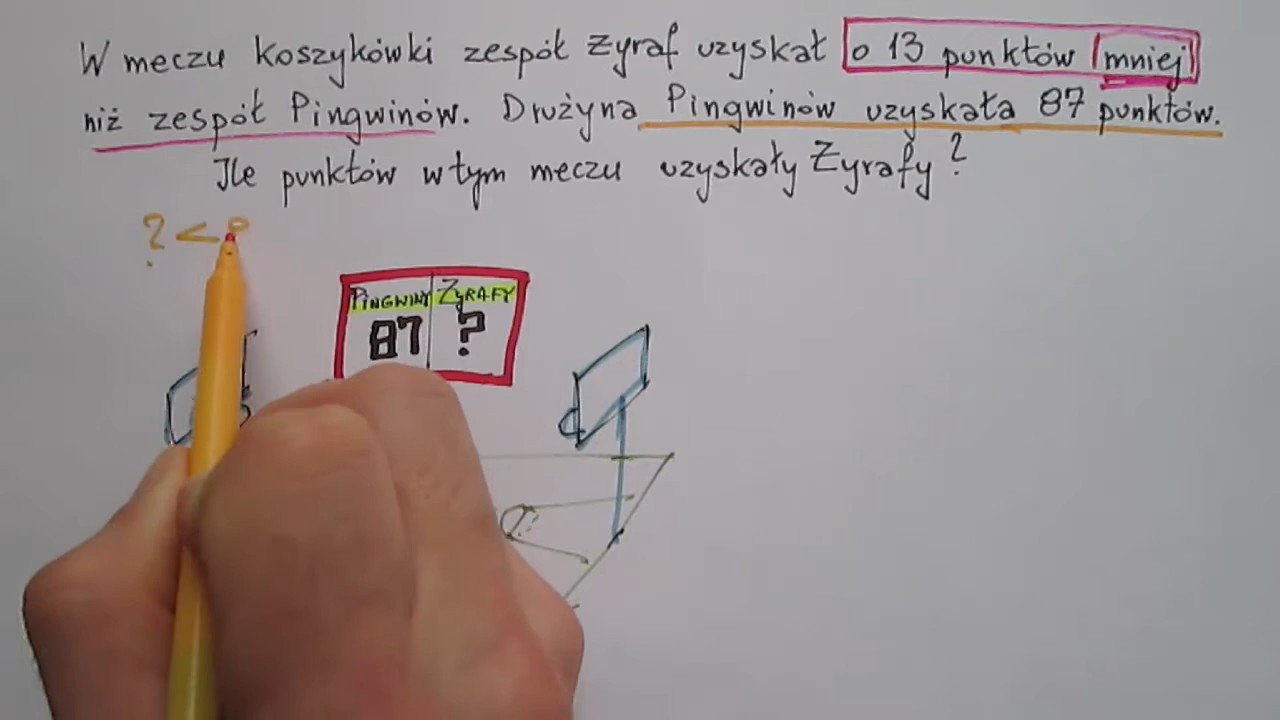 W meczu koszykówki zespół Żyraf uzyskał o 13 punktów mniej
niż zespół Pingwinów. Drużyna Pingwinów uzyskała 87 punktów.
Ile punktów w tym meczu uzyskały Żyrafy?
? <
PINGWINY ŻYRAFY
87 ?